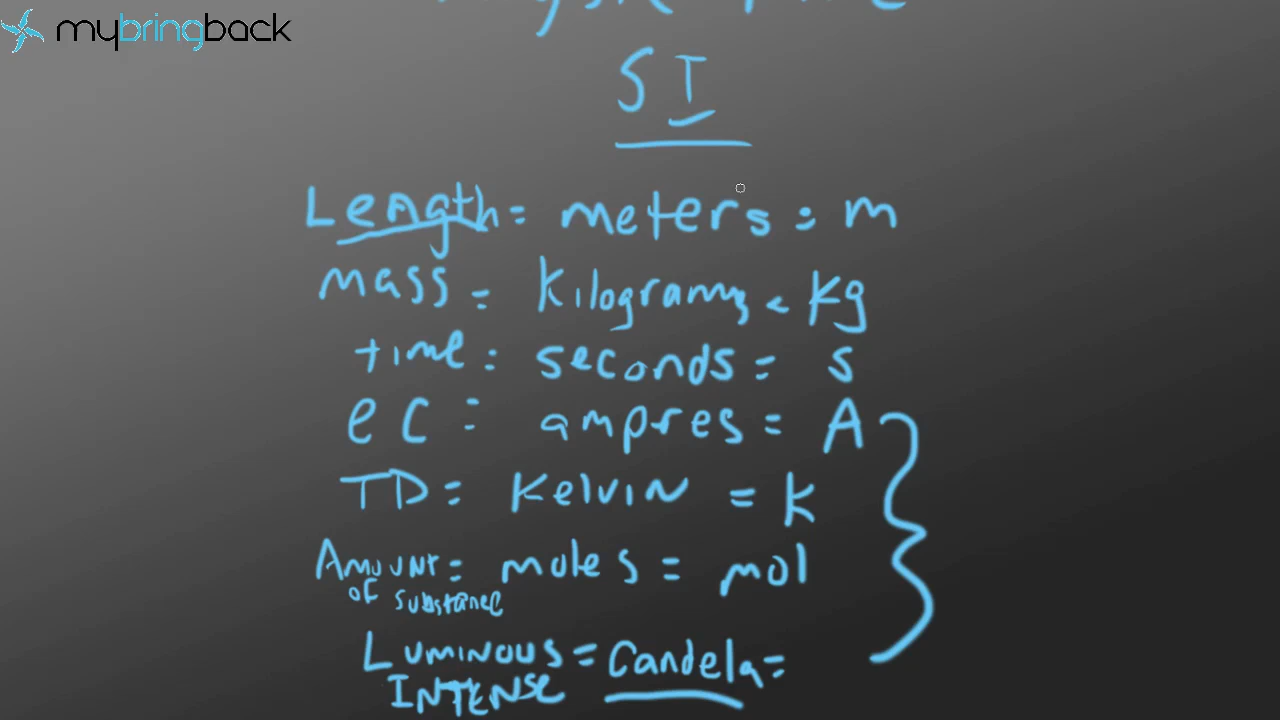 mybringback
SI
Length = meters = m
mass = Kilograms = Kg
time = seconds = s
eC = ampres = A
TD = Kelvin = K
Amount = moles = mol
of substance
Luminous = Candela =
INTENSE